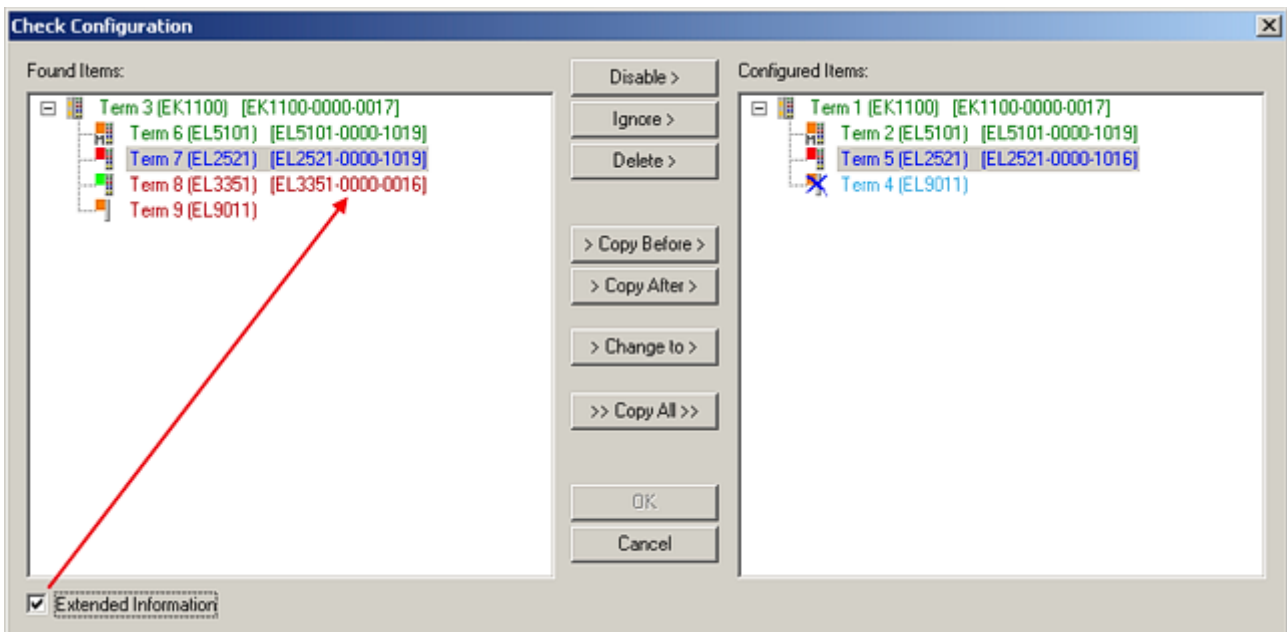 Check Configuration
Found Items:
Term 3 (EK1100) [EK1100-0000-0017]
Term 6 (EL5101) [EL5101-0000-1019]
Term 7 (EL2521) [EL2521-0000-1019]
Term 8 (EL3351) [EL3351-0000-0016]
Term 9 (EL9011)
Disable >
Ignore >
Delete >
> Copy Before >
> Copy After >
> Change to >
>> Copy All >>
OK
Cancel
Configured Items:
Term 1 (EK1100) [EK1100-0000-0017]
Term 2 (EL5101) [EL5101-0000-1019]
Term 5 (EL2521) [EL2521-0000-1016]
Term 4 (EL9011)
Extended Information